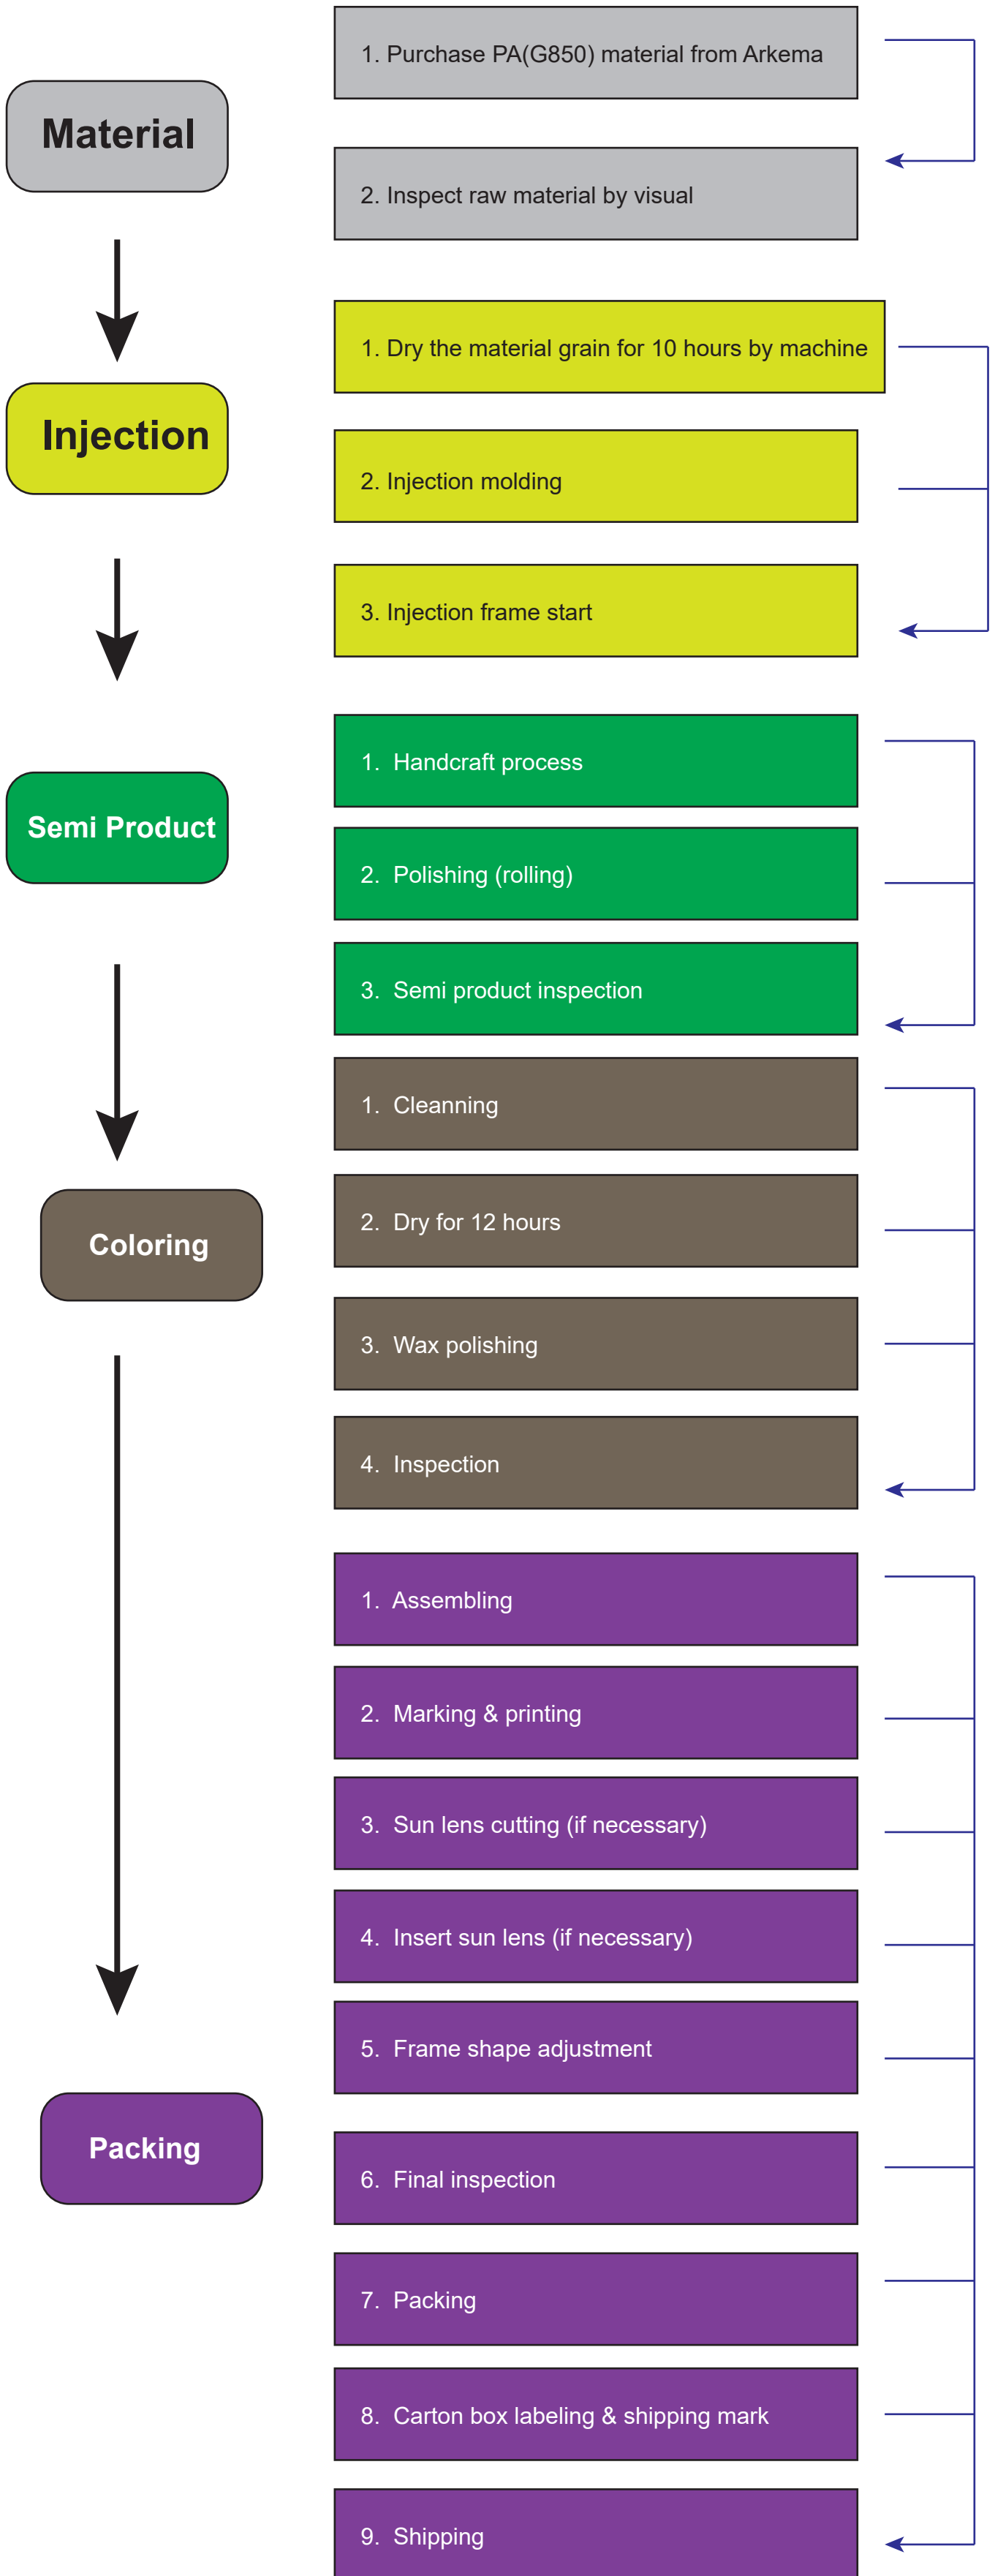 Material
1. Purchase PA(G850) material from Arkema
2. Inspect raw material by visual
Injection
1. Dry the material grain for 10 hours by machine
2. Injection molding
3. Injection frame start
Semi Product
1. Handcraft process
2. Polishing (rolling)
3. Semi product inspection
Coloring
1. Cleanning
2. Dry for 12 hours
3. Wax polishing
4. Inspection
Packing
1. Assembling
2. Marking & printing
3. Sun lens cutting (if necessary)
4. Insert sun lens (if necessary)
5. Frame shape adjustment
6. Final inspection
7. Packing
8. Carton box labeling & shipping mark
9. Shipping